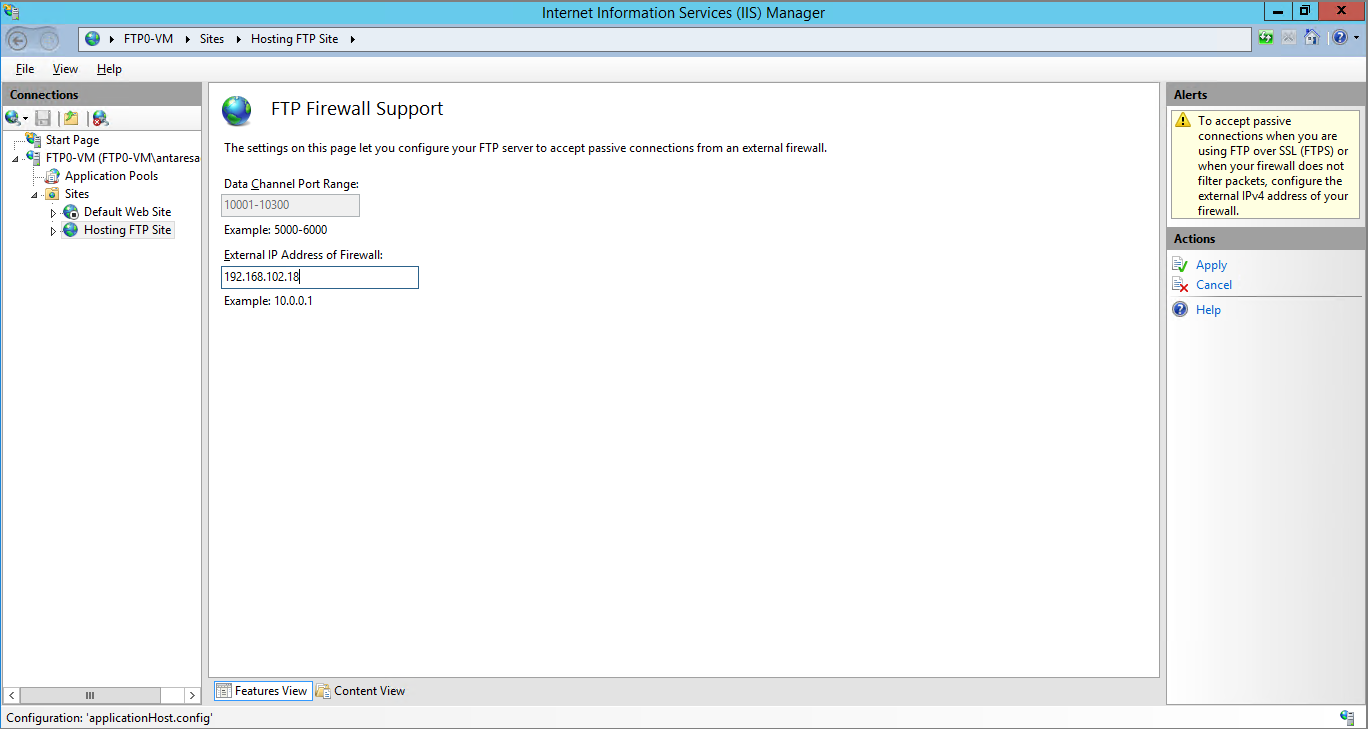 Internet Information Services (IIS) Manager
FTP0-VM
Sites
Hosting FTP Site
File
View
Help
Connections
Start Page
FTP0-VM (FTP0-VM\antaresa
Application Pools
Sites
Default Web Site
Hosting FTP Site
FTP Firewall Support
The settings on this page let you configure your FTP server to accept passive connections from an external firewall.
Data Channel Port Range:
10001-10300
Example: 5000-6000
External IP Address of Firewall:
192.168.102.18
Example: 10.0.0.1
Features View
Content View
Alerts
To accept passive
connections when you are
using FTP over SSL (FTPS) or
when your firewall does not
filter packets, configure the
external IPv4 address of your
firewall.
Actions
Apply
Cancel
Help
Configuration: 'applicationHost.config'